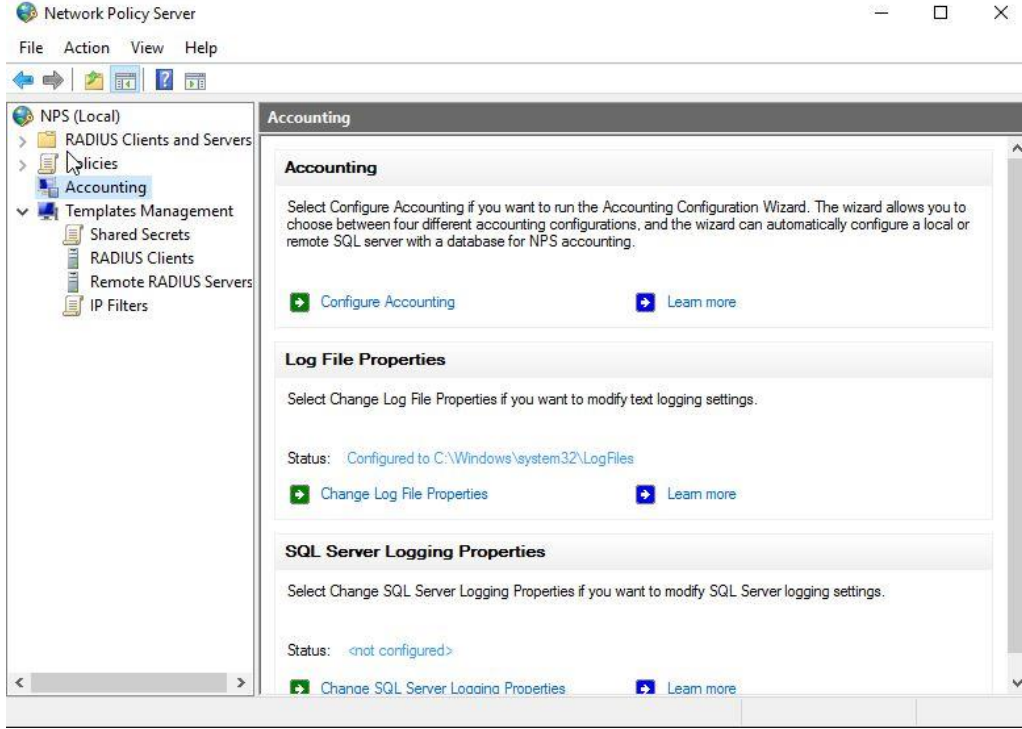 Network Policy Server
File Action View Help
NPS (Local)
RADIUS Clients and Servers
Policies
Accounting
Templates Management
Shared Secrets
RADIUS Clients
Remote RADIUS Servers
IP Filters
Accounting
Accounting
Select Configure Accounting if you want to run the Accounting Configuration Wizard. The wizard allows you to
choose between four different accounting configurations, and the wizard can automatically configure a local or
remote SQL server with a database for NPS accounting.
Configure Accounting Learn more
Log File Properties
Select Change Log File Properties if you want to modify text logging settings.
Status: Configured to C:\Windows\system32\LogFiles
Change Log File Properties Learn more
SQL Server Logging Properties
Select Change SQL Server Logging Properties if you want to modify SQL Server logging settings.
Status: <not configured>
Change SQL Server Logging Properties Learn more